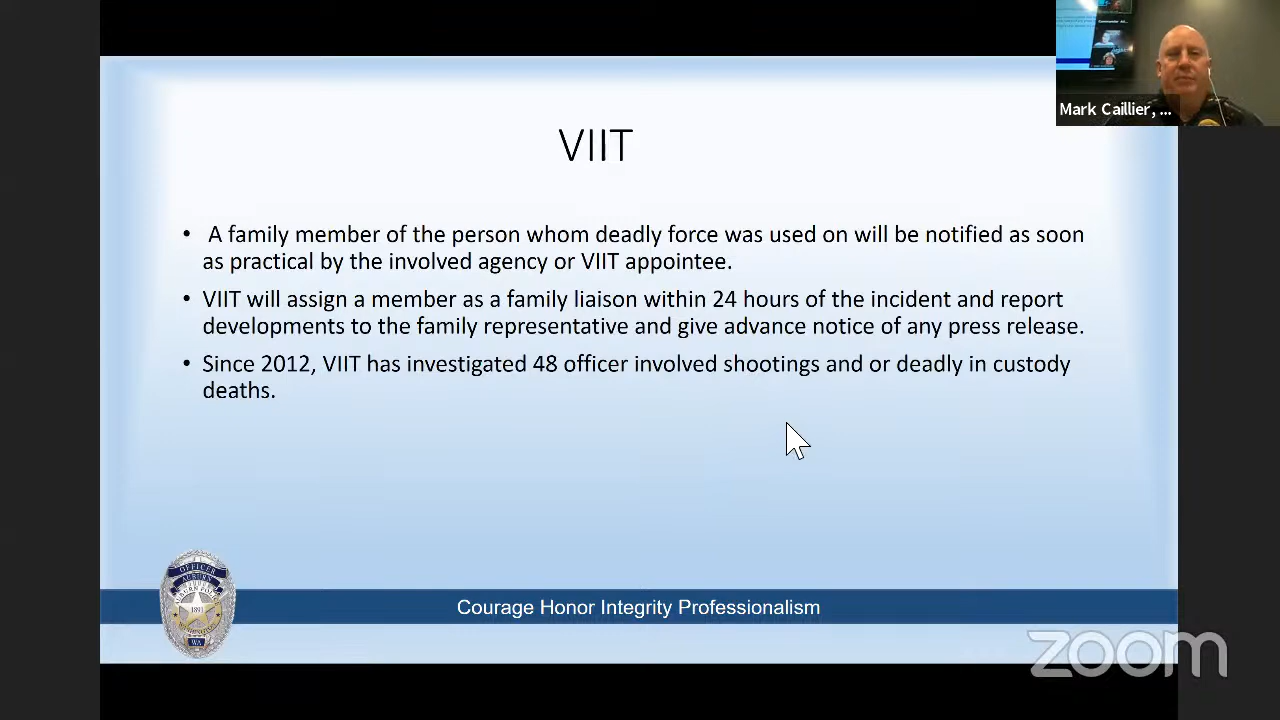 Mark Caillier, ...
VIIT
• A family member of the person whom deadly force was used on will be notified as soon
as practical by the involved agency or VIIT appointee.
• VIIT will assign a member as a family liaison within 24 hours of the incident and report
developments to the family representative and give advance notice of any press release.
• Since 2012, VIIT has investigated 48 officer involved shootings and or deadly in custody
deaths.
OFFICER
AUBURN
1891
WA
Courage Honor Integrity Professionalism
zoom